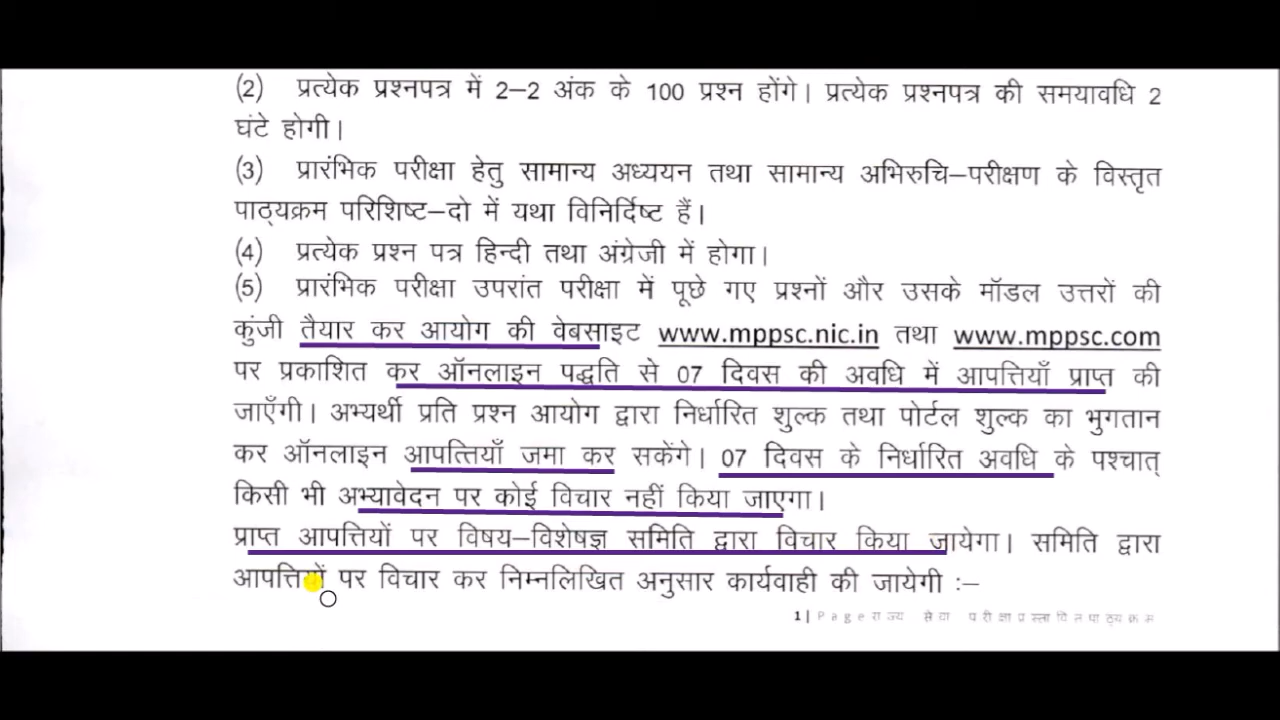 (2) प्रत्येक प्रश्नपत्र में 2–2 अंक के 100 प्रश्न होंगे। प्रत्येक प्रश्नपत्र की समयावधि 2
घंटे होगी।
(3) प्रारंभिक परीक्षा हेतु सामान्य अध्ययन तथा सामान्य अभिरुचि–परीक्षण के विस्तृत
पाठ्यक्रम परिशिष्ट–दो में यथा विनिर्दिष्ट हैं।
(4) प्रत्येक प्रश्न पत्र हिन्दी तथा अंग्रेजी में होगा।
(5) प्रारंभिक परीक्षा उपरांत परीक्षा में पूछे गए प्रश्नों और उसके मॉडल उत्तरों की
कुंजी तैयार कर आयोग की वेबसाइट www.mppsc.nic.in तथा www.mppsc.com
पर प्रकाशित कर ऑनलाइन पद्धति से 07 दिवस की अवधि में आपत्तियाँ प्राप्त की
जाएँगी। अभ्यर्थी प्रति प्रश्न आयोग द्वारा निर्धारित शुल्क तथा पोर्टल शुल्क का भुगतान
कर ऑनलाइन आपत्तियाँ जमा कर सकेंगे। 07 दिवस के निर्धारित अवधि के पश्चात्
किसी भी अभ्यावेदन पर कोई विचार नहीं किया जाएगा।
प्राप्त आपत्तियों पर विषय–विशेषज्ञ समिति द्वारा विचार किया जायेगा। समिति द्वारा
आपत्तियों पर विचार कर निम्नलिखित अनुसार कार्यवाही की जायेगी :–
1 | P a g e राज्य सेवा परीक्षा प्रस्तावित पाठ्यक्रम